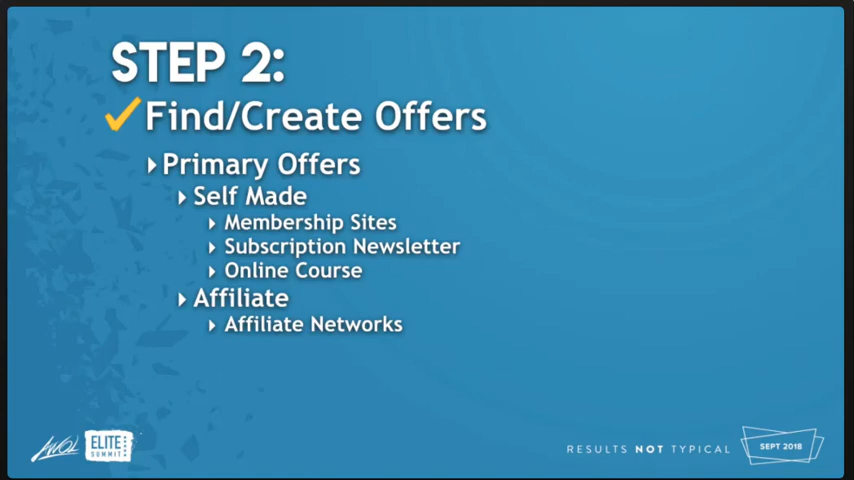 STEP 2:
Find/Create Offers
Primary Offers
Self Made
Membership Sites
Subscription Newsletter
Online Course
Affiliate
Affiliate Networks
AWOL
ELITE
SUMMIT
RESULTS NOT TYPICAL
SEPT 2018